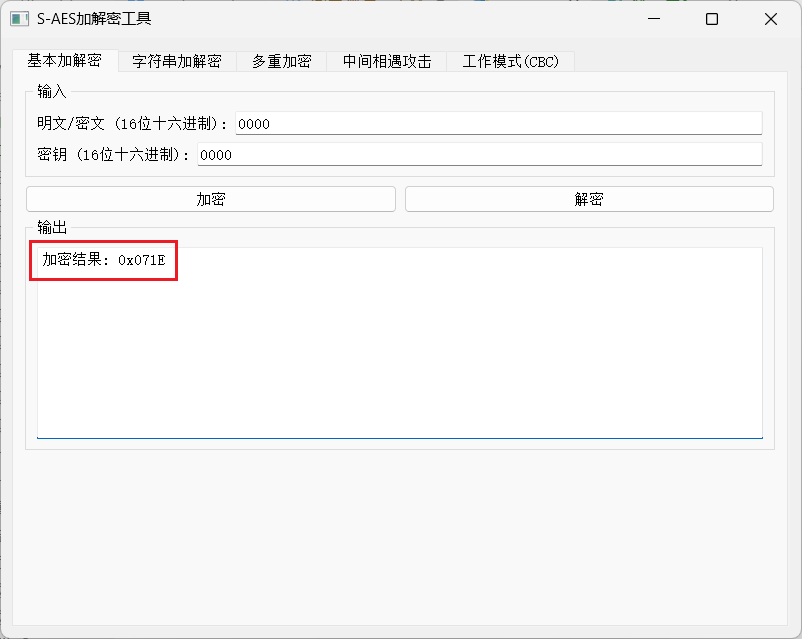 S-AES加解密工具
基本加解密 字符串加解密 多重加密 中间相遇攻击 工作模式(CBC)
输入
明文/密文 (16位十六进制): 0000
密钥 (16位十六进制): 0000
加密 解密
输出
加密结果: 0x071E